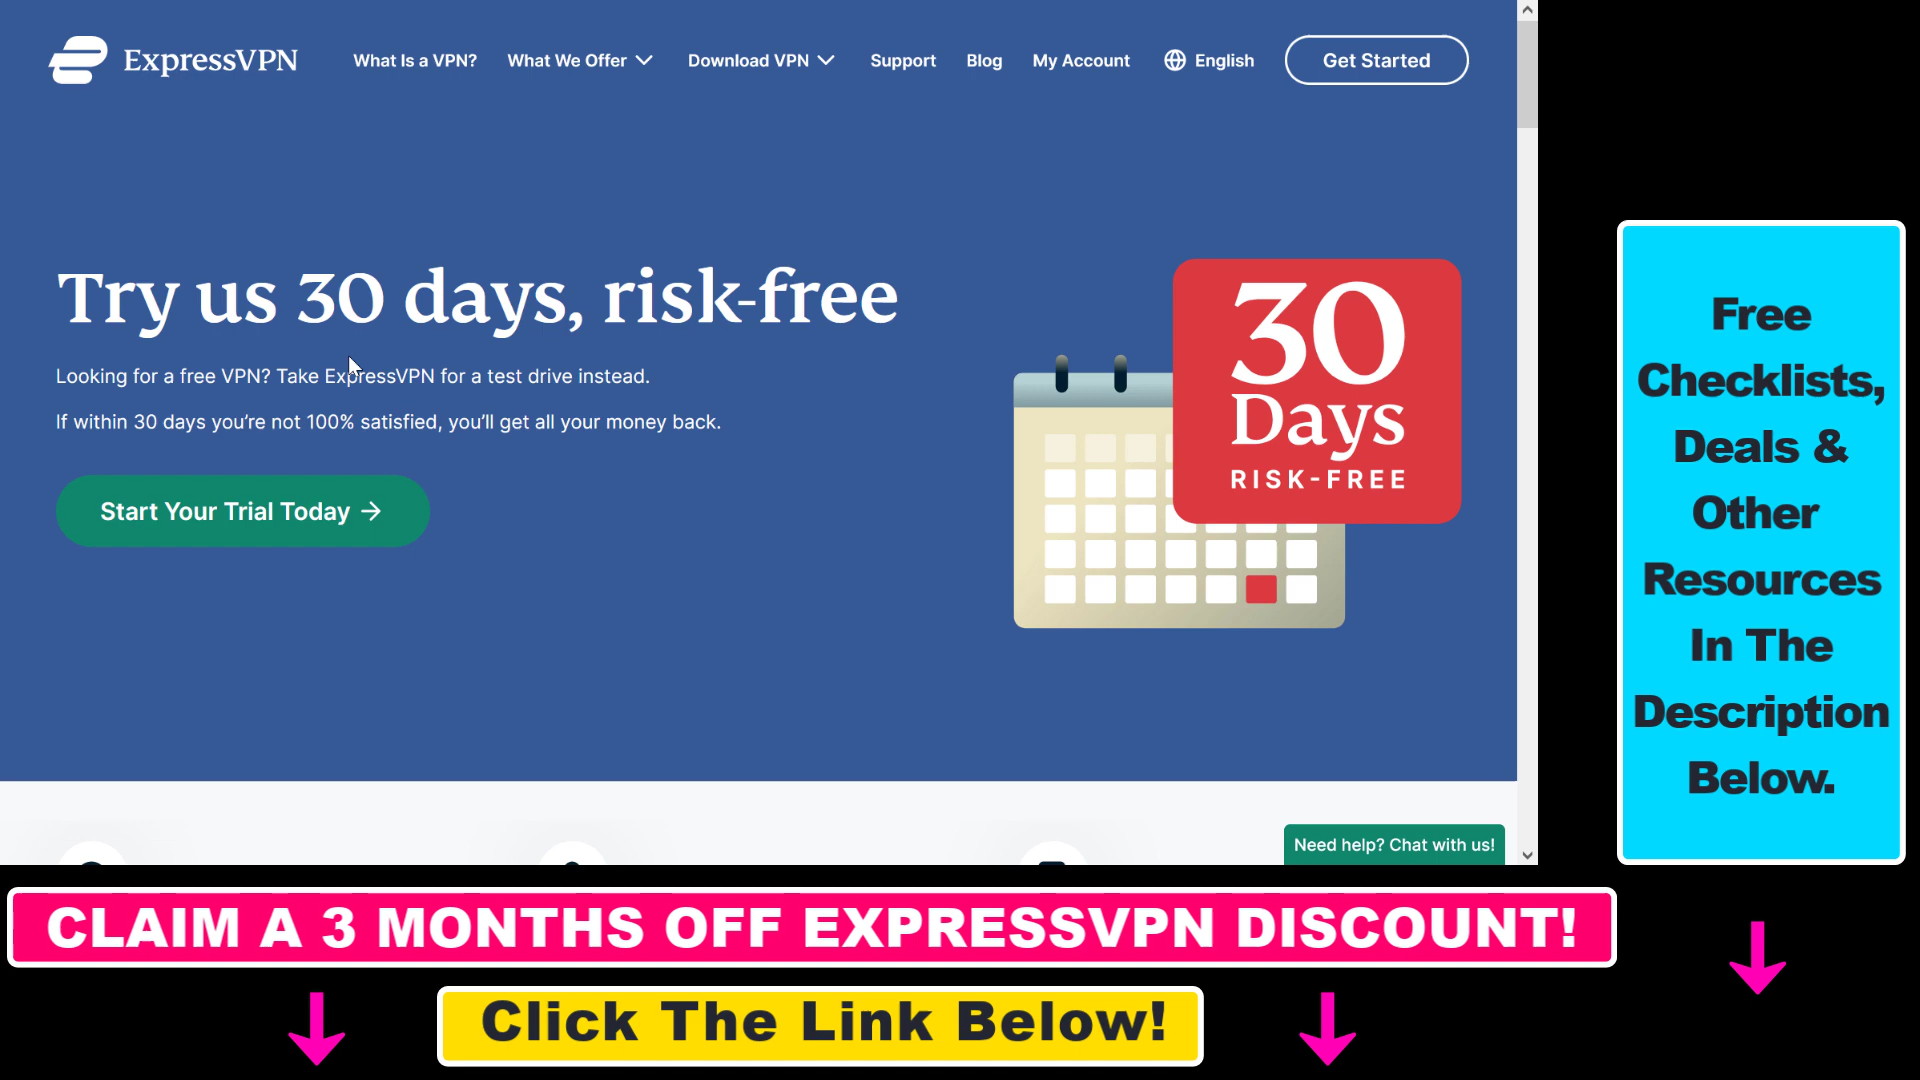 ExpressVPN
What Is a VPN?
What We Offer
Download VPN
Support
Blog
My Account
English
Get Started
Try us 30 days, risk-free
Looking for a free VPN? Take ExpressVPN for a test drive instead.
If within 30 days you’re not 100% satisfied, you’ll get all your money back.
Start Your Trial Today
30
Days
RISK-FREE
Need help? Chat with us!
Free
Checklists,
Deals &
Other
Resources
In The
Description
Below.
CLAIM A 3 MONTHS OFF EXPRESSVPN DISCOUNT!
Click The Link Below!